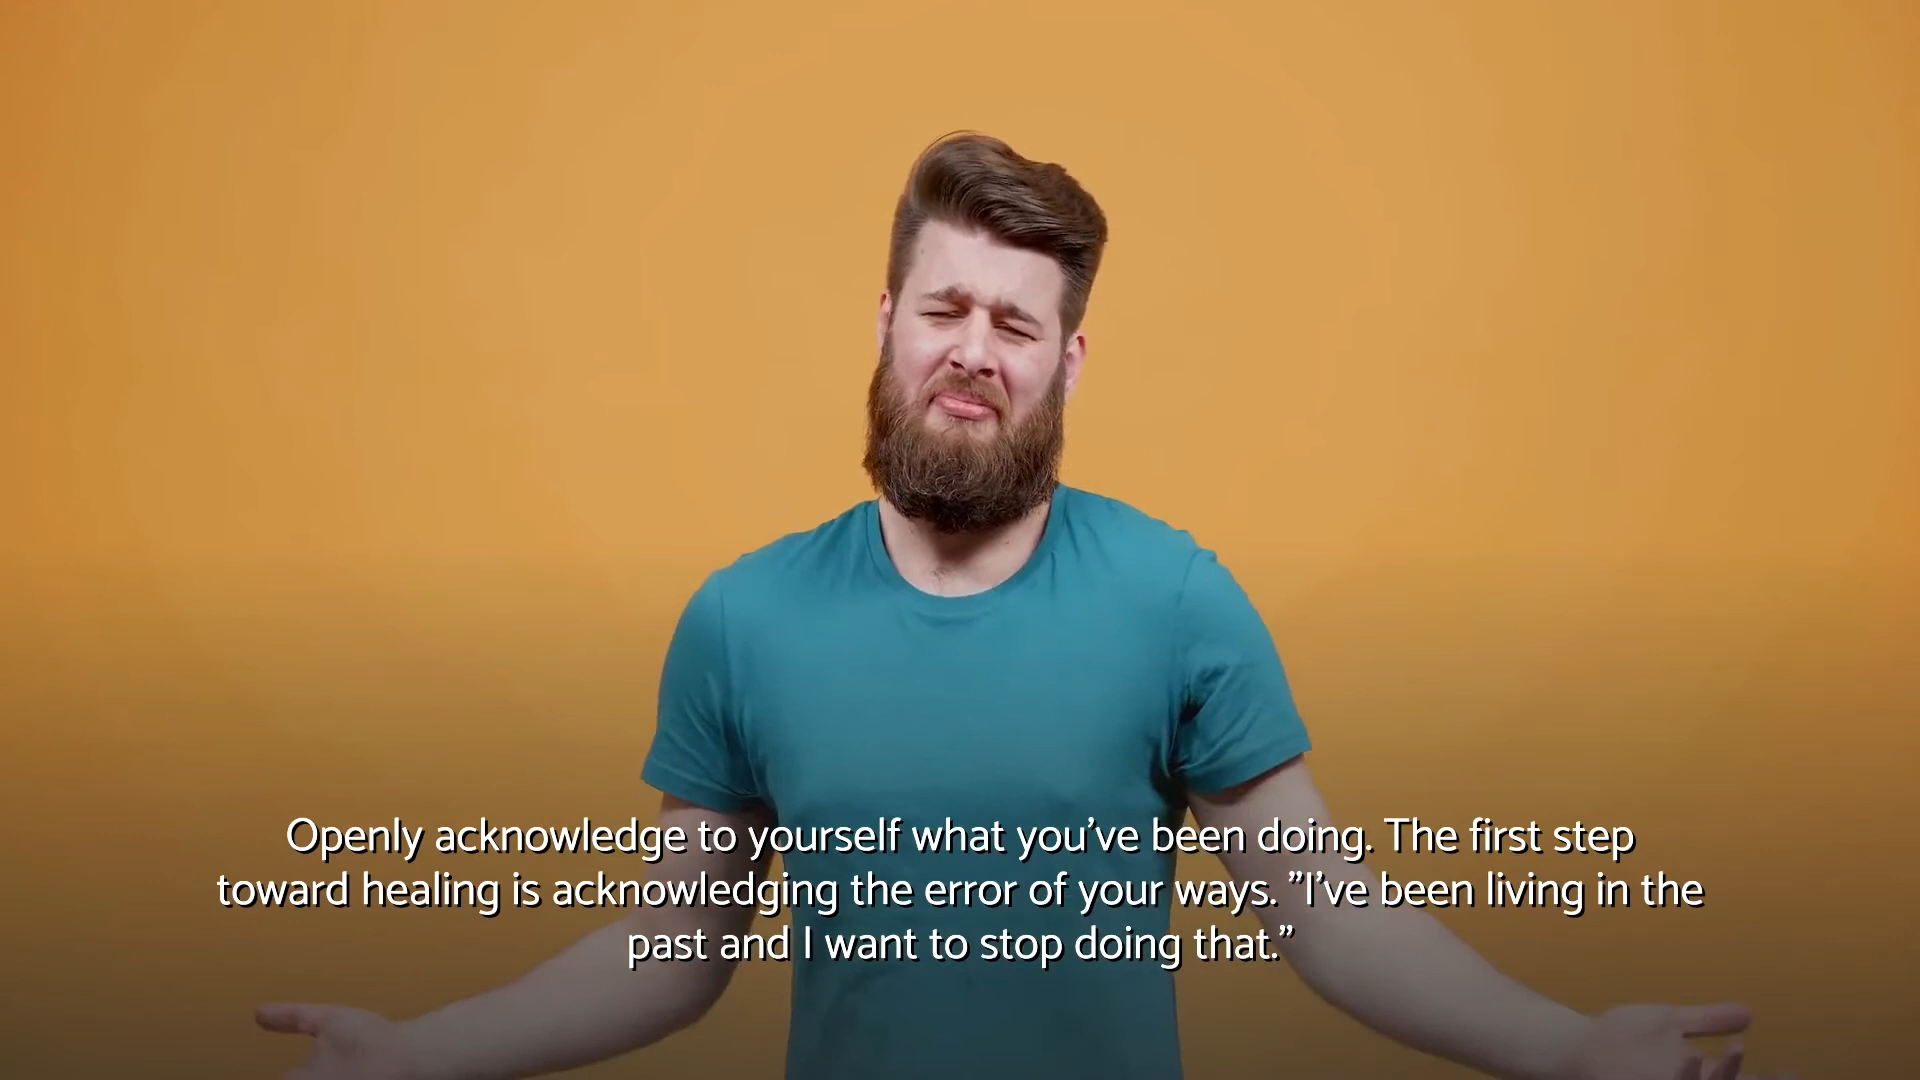 Openly acknowledge to yourself what you've been doing. The first step
toward healing is acknowledging the error of your ways. "I've been living in the
past and I want to stop doing that."